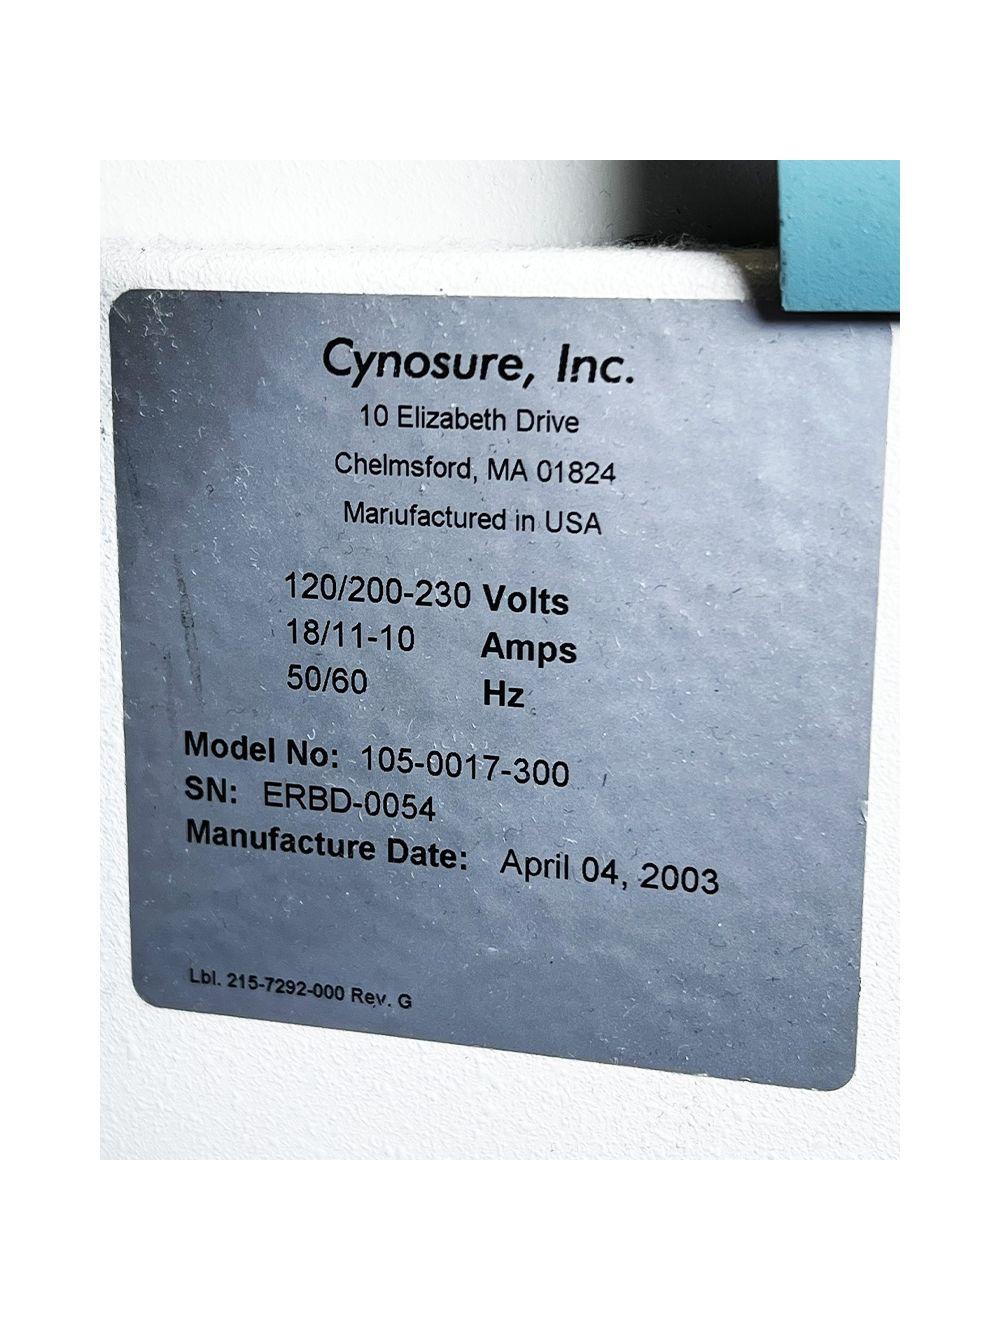 Cynosure, Inc.
10 Elizabeth Drive
Chelmsford, MA 01824
Manufactured in USA
120/200-230 Volts
18/11-10 Amps
50/60 Hz
Model No: 105-0017-300
SN: ERBD-0054
Manufacture Date: April 04, 2003
Lbl. 215-7292-000 Rev. G